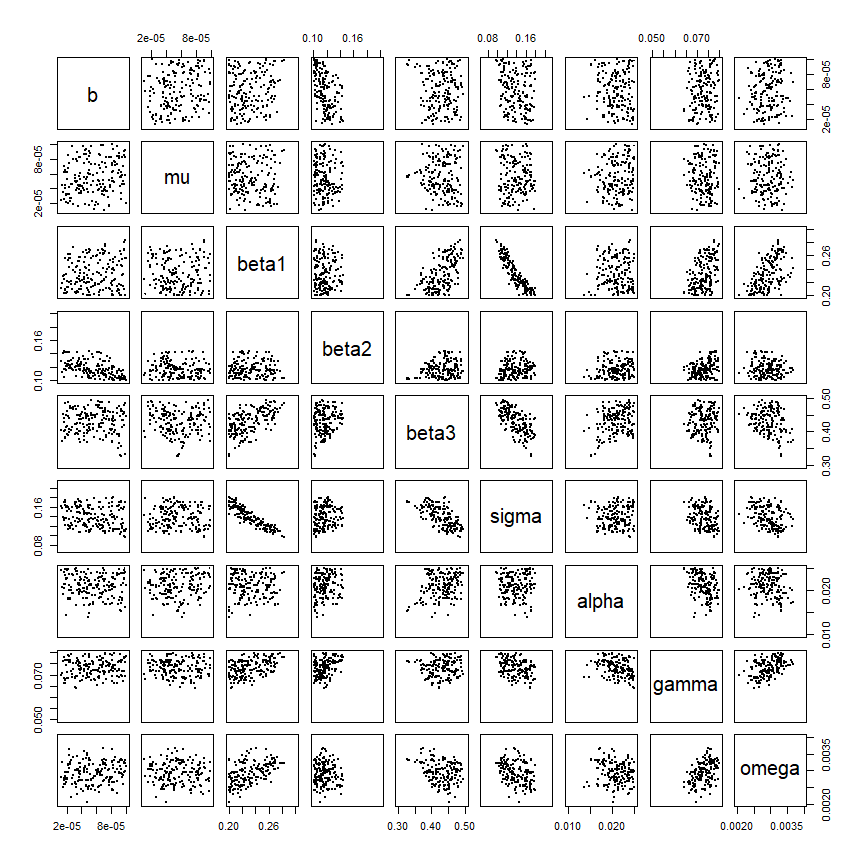 2e-05 8e-05 0.10 0.16 0.08 0.16 0.050 0.070
b 2e-05 8e-05
2e-05 8e-05 mu
beta1 0.20 0.26
0.10 0.16 beta2
beta3 0.30 0.40 0.50
0.08 0.16 sigma
alpha 0.010 0.020
0.050 0.070 gamma
omega 0.0020 0.0035
2e-05 8e-05 0.20 0.26 0.30 0.40 0.50 0.010 0.020 0.0020 0.0035